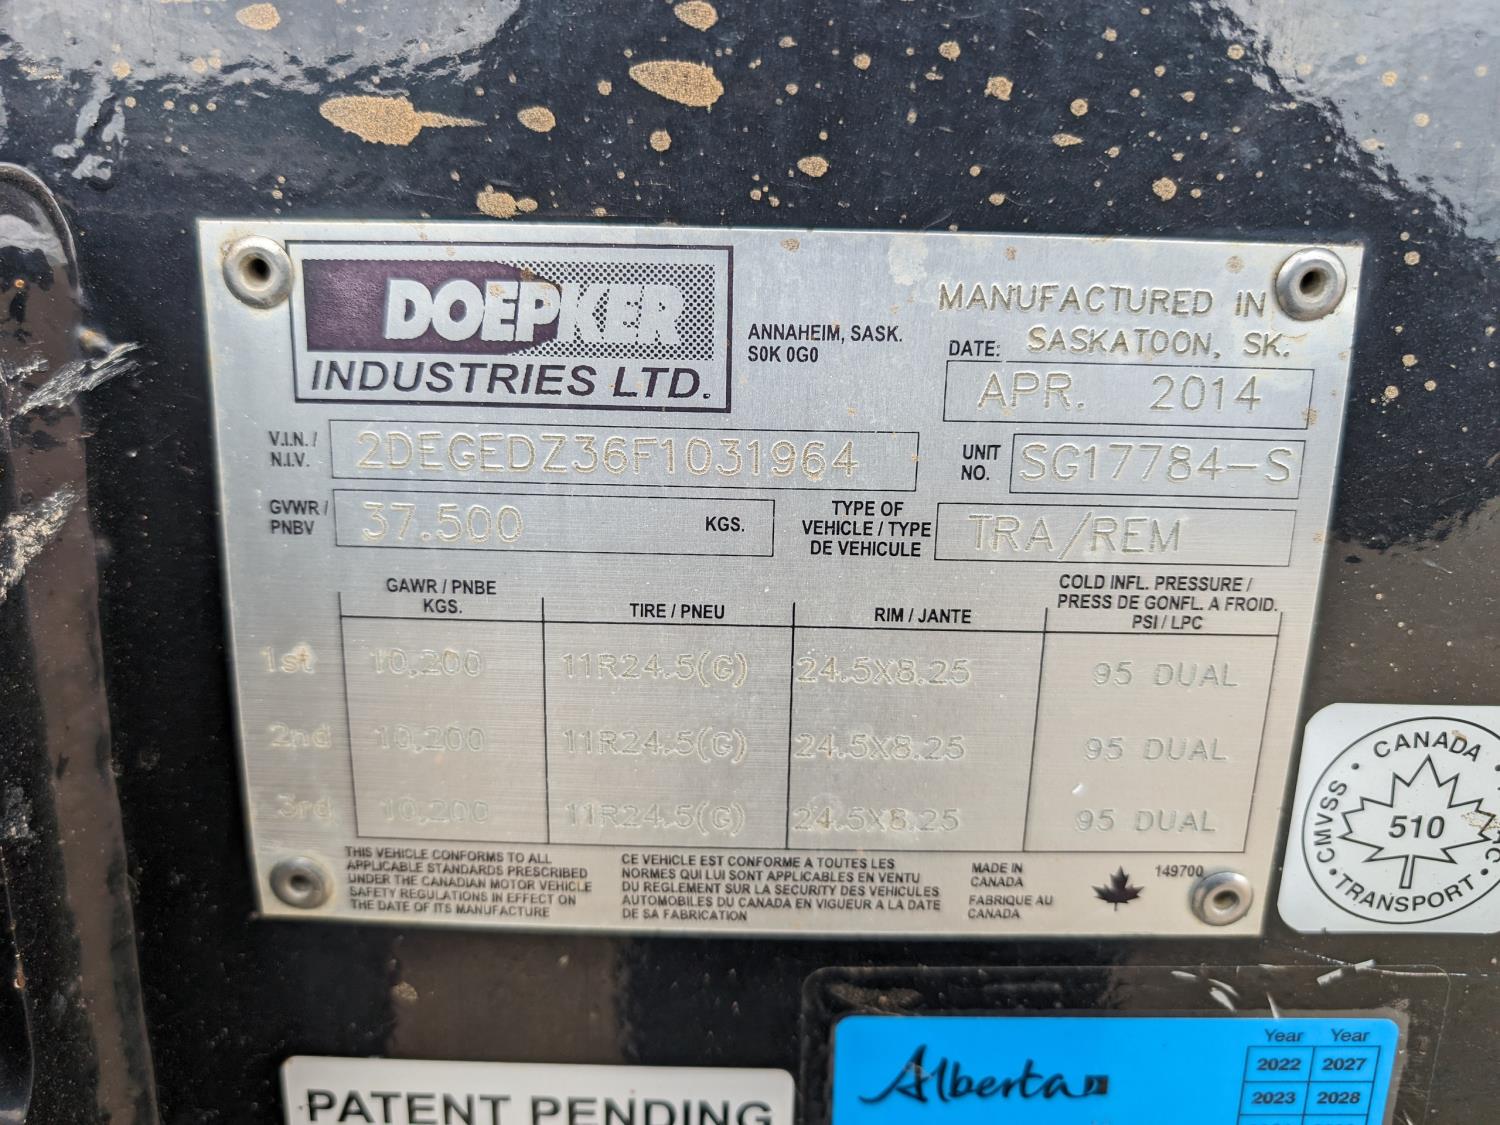 DOEPKER
INDUSTRIES LTD.
ANNAHEIM, SASK.
S0K 0G0
MANUFACTURED IN
SASKATOON, SK.
DATE:
APR. 2014
V.I.N. /
N.I.V.
2DEGEDZ36F1031964
UNIT
NO.
SG17784-S
GVWR /
PNBV
37.500
KGS.
TYPE OF
VEHICLE / TYPE
DE VEHICULE
TRA/REM
GAWR / PNBE
KGS.
TIRE / PNEU
RIM / JANTE
COLD INFL. PRESSURE /
PRESS DE GONFL. A FROID.
PSI / LPC
1st 10,200 11R24.5(G) 24.5X8.25 95 DUAL
2nd 10,200 11R24.5(G) 24.5X8.25 95 DUAL
3rd 10,200 11R24.5(G) 24.5X8.25 95 DUAL
THIS VEHICLE CONFORMS TO ALL
APPLICABLE STANDARDS PRESCRIBED
UNDER THE CANADIAN MOTOR VEHICLE
SAFETY REGULATIONS IN EFFECT ON
THE DATE OF ITS MANUFACTURE
CE VEHICLE EST CONFORME A TOUTES LES
NORMES QUI LUI SONT APPLICABLES EN VENTU
DU REGLEMENT SUR LA SECURITY DES VEHICULES
AUTOMOBILES DU CANADA EN VIGUEUR A LA DATE
DE SA FABRICATION
MADE IN
CANADA
FABRIQUE AU
CANADA
149700
CANADA
CMVSS
510
TRANSPORT
PATENT PENDING
Alberta
Year Year
2022 2027
2023 2028